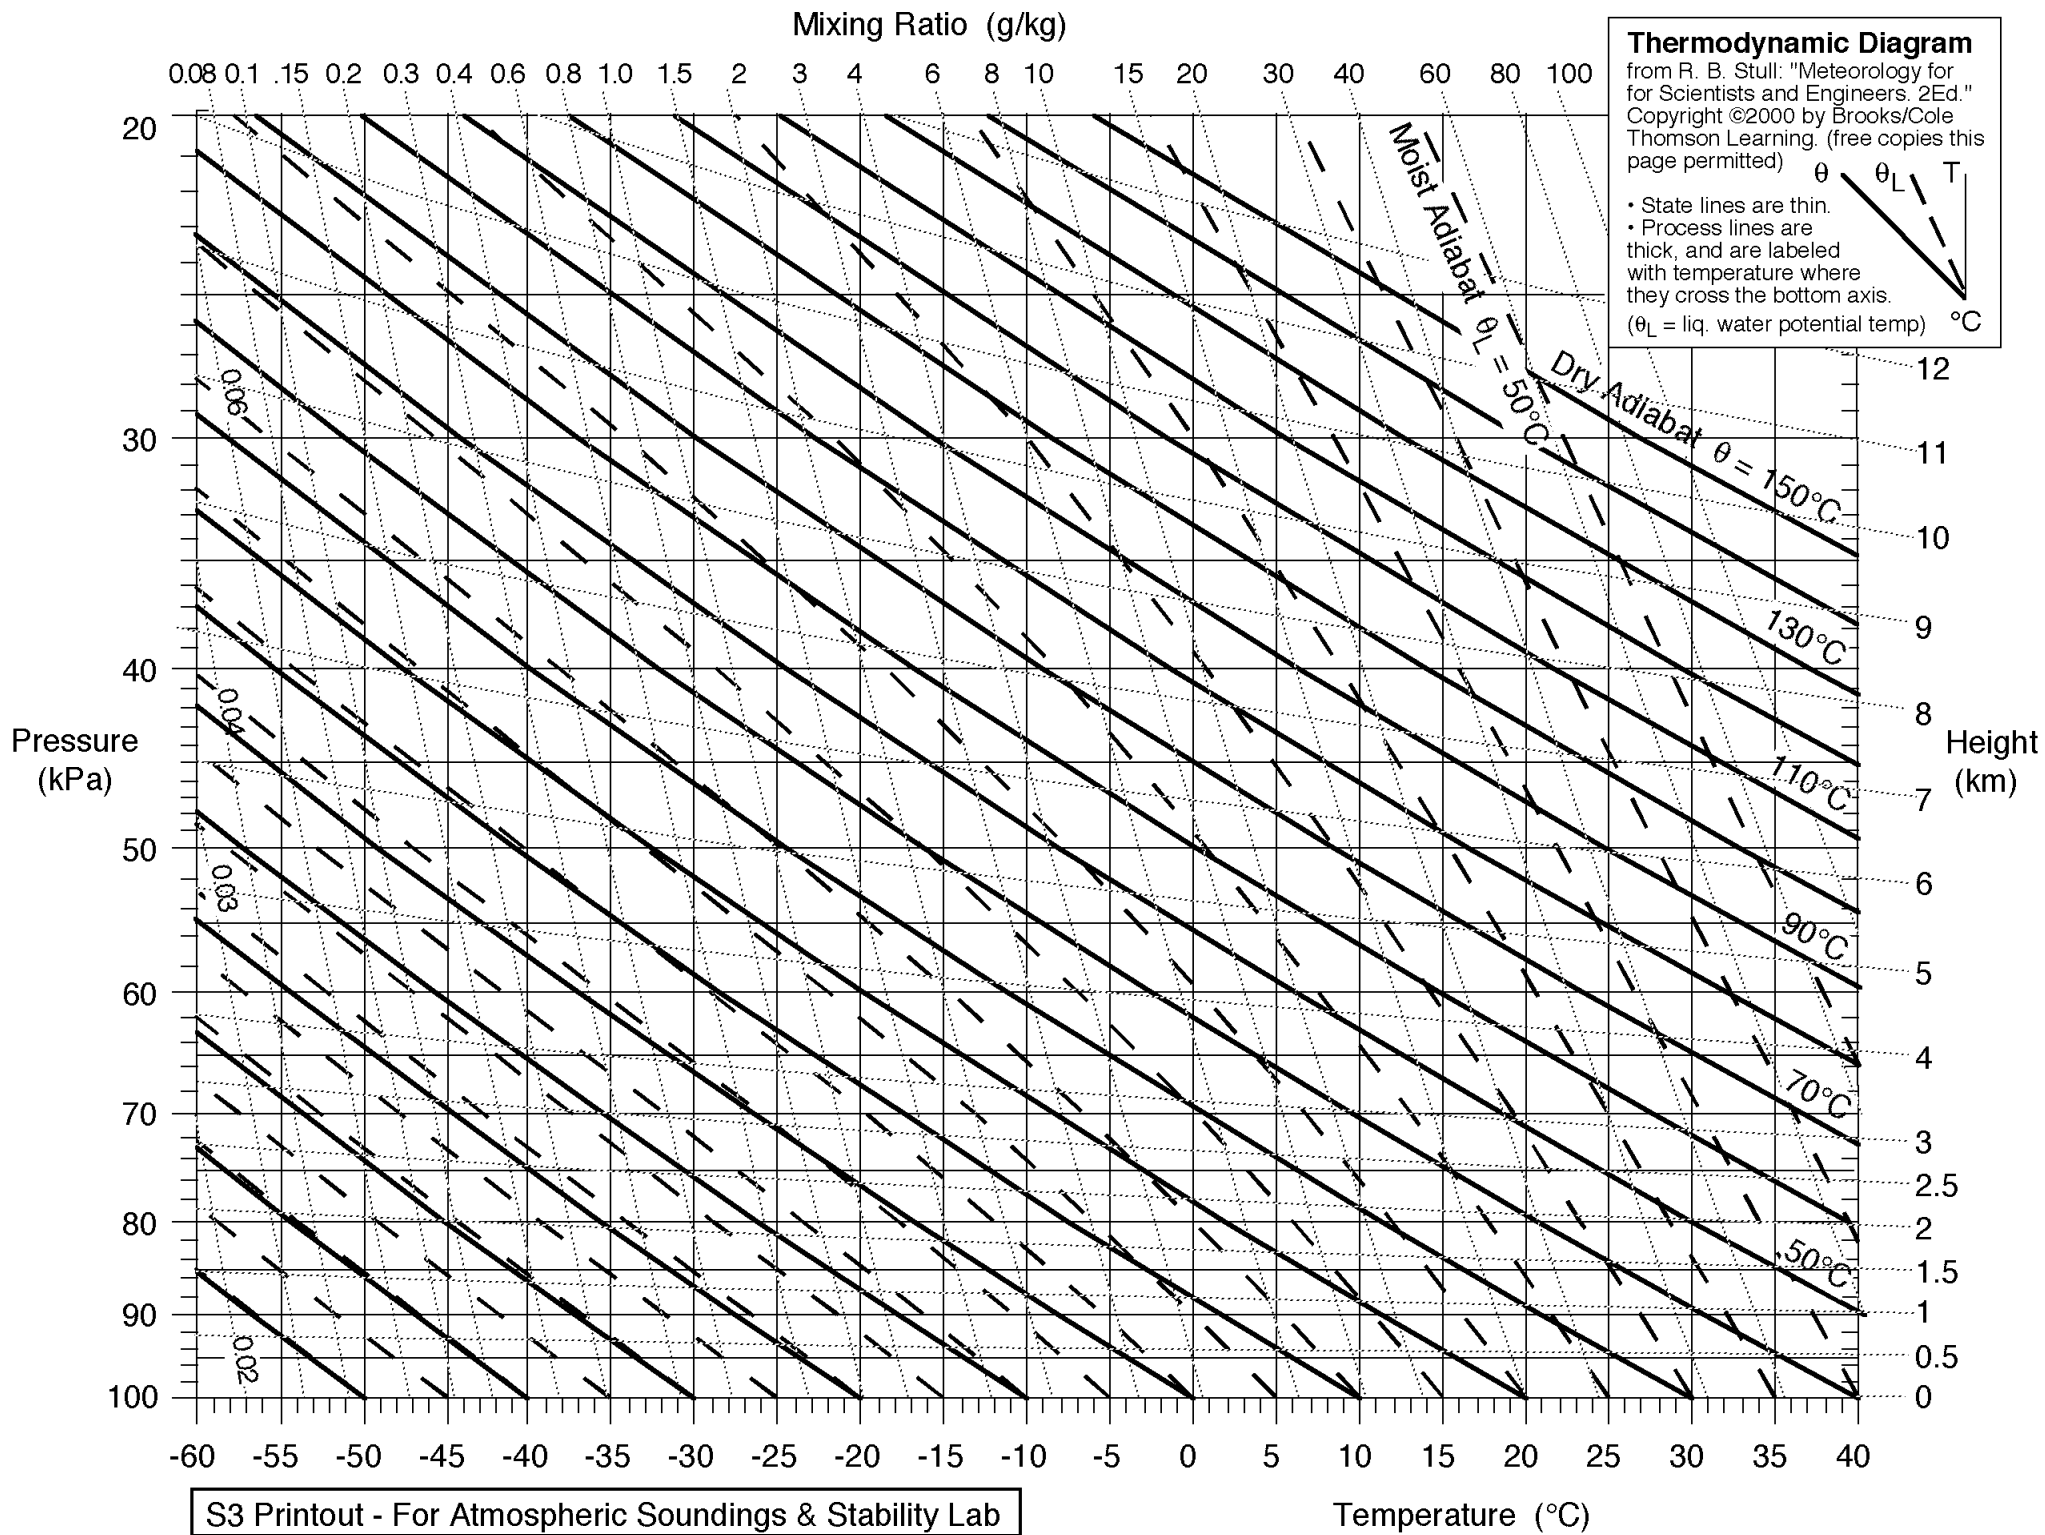 Mixing Ratio (g/kg)
0.08 0.1 .15 0.2 0.3 0.4 0.6 0.8 1.0 1.5 2 3 4 6 8 10 15 20 30 40 60 80 100
Thermodynamic Diagram
from R. B. Stull: "Meteorology for
for Scientists and Engineers. 2Ed."
Copyright ©2000 by Brooks/Cole
Thomson Learning. (free copies this
page permitted)
θ θL T
• State lines are thin.
• Process lines are
thick, and are labeled
with temperature where
they cross the bottom axis.
(θL = liq. water potential temp) °C
Moist Adiabat θL = 50°C
Dry Adiabat θ = 150°C
130°C
110°C
90°C
70°C
50°C
0.06
0.04
0.03
0.02
Pressure
(kPa)
20
30
40
50
60
70
80
90
100
Height
(km)
12
11
10
9
8
7
6
5
4
3
2.5
2
1.5
1
0.5
0
-60 -55 -50 -45 -40 -35 -30 -25 -20 -15 -10 -5 0 5 10 15 20 25 30 35 40
S3 Printout - For Atmospheric Soundings & Stability Lab
Temperature (°C)